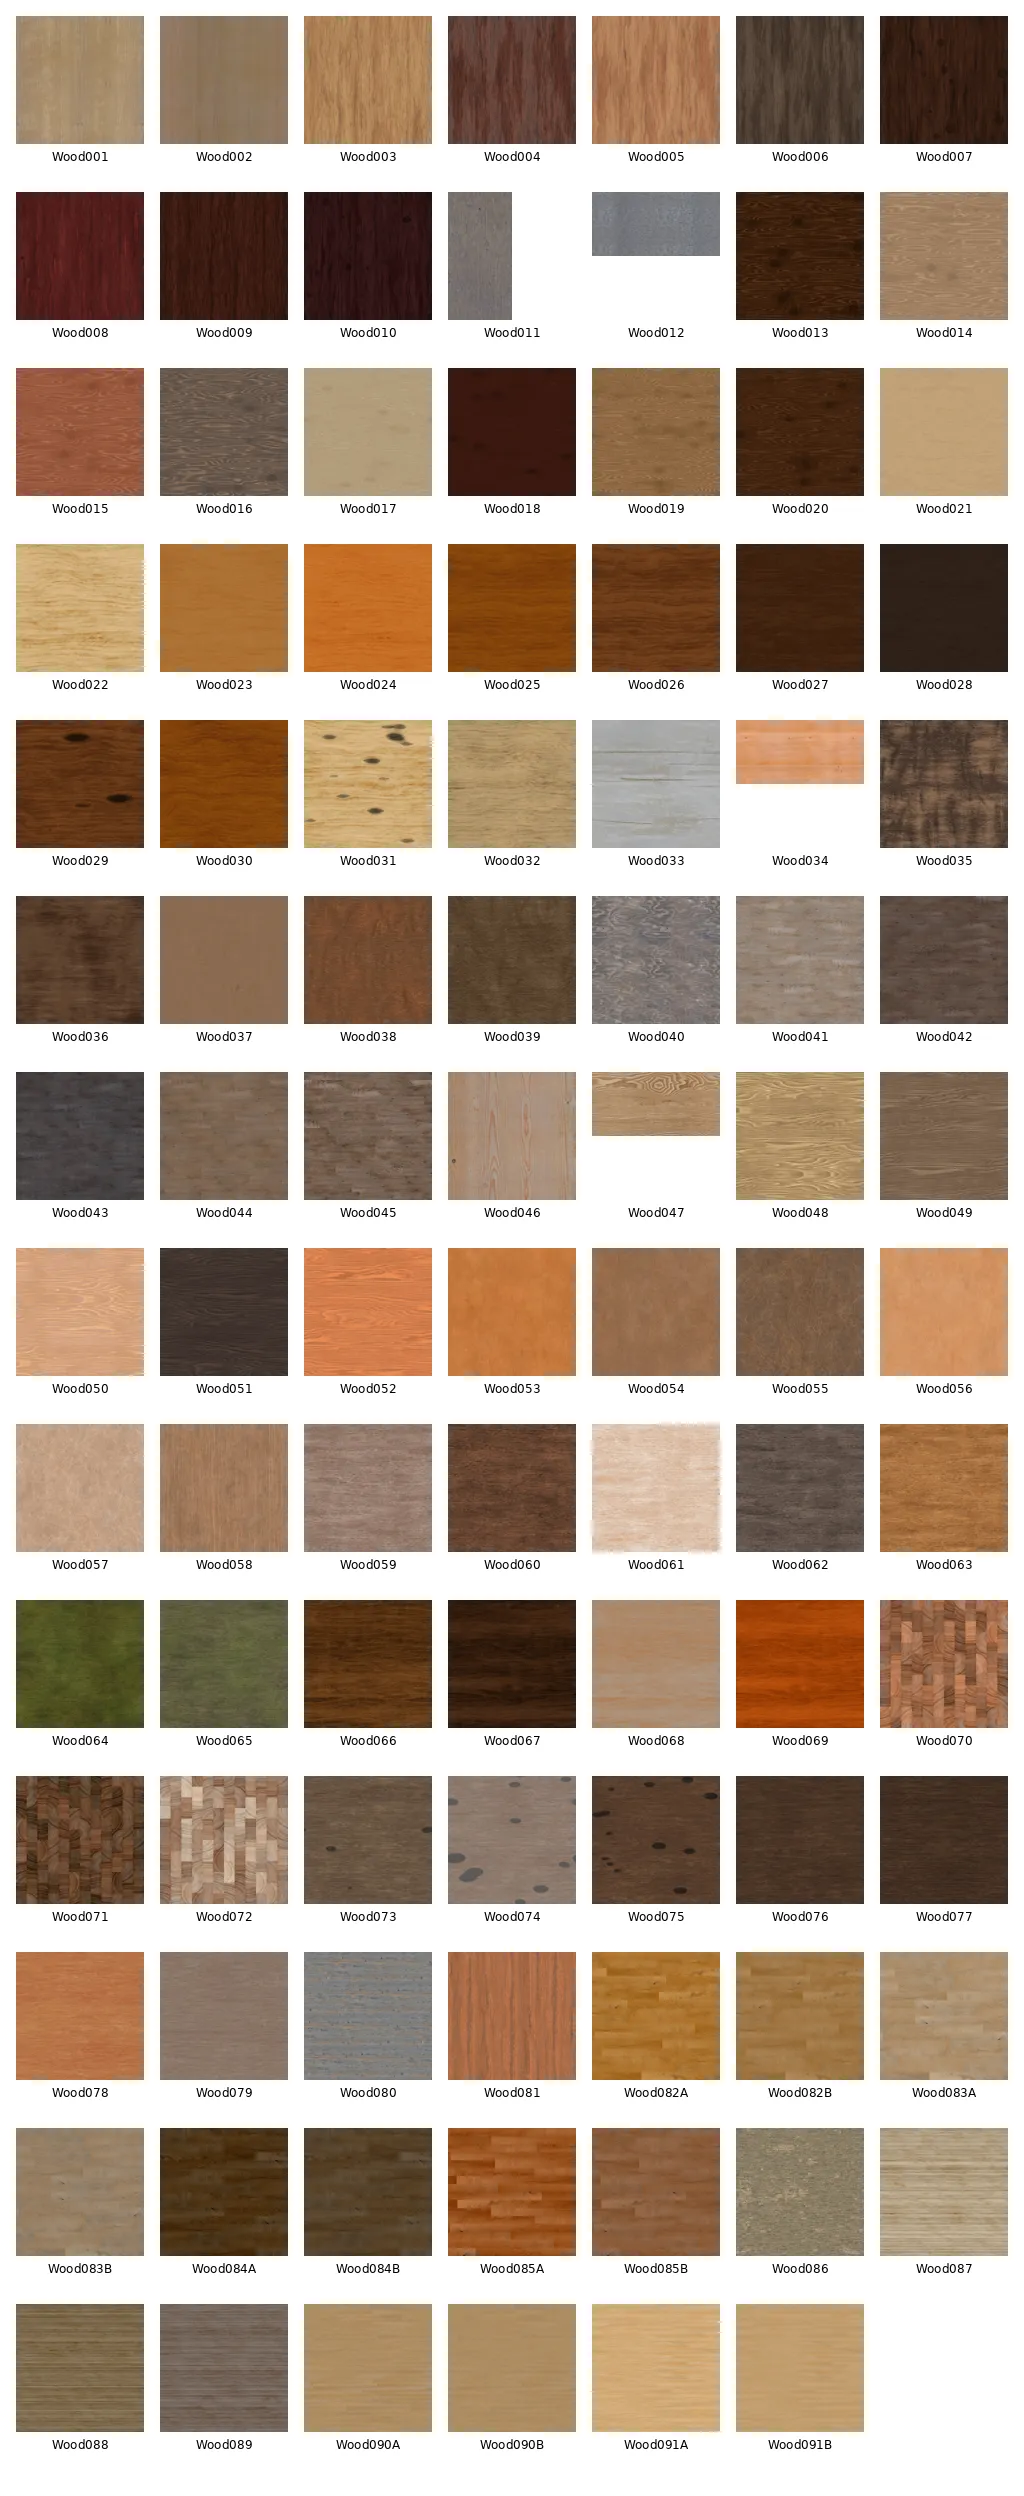 Wood001 Wood002 Wood003 Wood004 Wood005 Wood006 Wood007
Wood008 Wood009 Wood010 Wood011 Wood012 Wood013 Wood014
Wood015 Wood016 Wood017 Wood018 Wood019 Wood020 Wood021
Wood022 Wood023 Wood024 Wood025 Wood026 Wood027 Wood028
Wood029 Wood030 Wood031 Wood032 Wood033 Wood034 Wood035
Wood036 Wood037 Wood038 Wood039 Wood040 Wood041 Wood042
Wood043 Wood044 Wood045 Wood046 Wood047 Wood048 Wood049
Wood050 Wood051 Wood052 Wood053 Wood054 Wood055 Wood056
Wood057 Wood058 Wood059 Wood060 Wood061 Wood062 Wood063
Wood064 Wood065 Wood066 Wood067 Wood068 Wood069 Wood070
Wood071 Wood072 Wood073 Wood074 Wood075 Wood076 Wood077
Wood078 Wood079 Wood080 Wood081 Wood082A Wood082B Wood083A
Wood083B Wood084A Wood084B Wood085A Wood085B Wood086 Wood087
Wood088 Wood089 Wood090A Wood090B Wood091A Wood091B